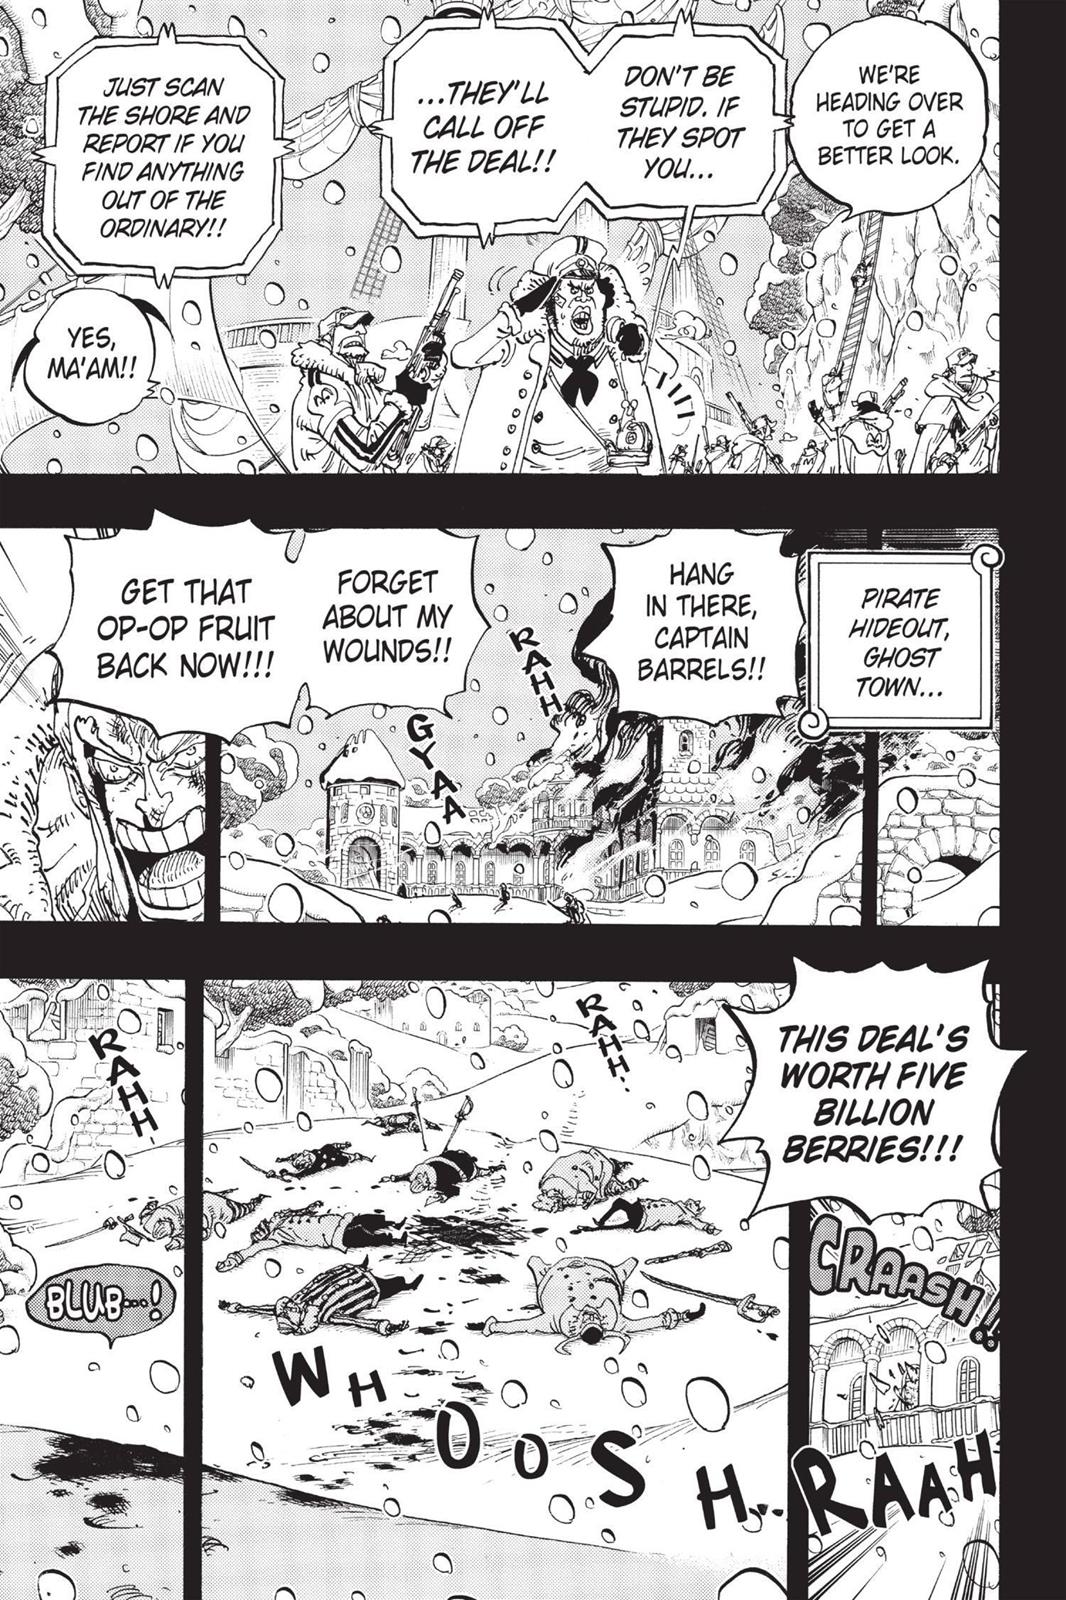 WE'RE
HEADING OVER
TO GET A
BETTER LOOK.
DON'T BE
STUPID. IF
THEY SPOT
YOU...
...THEY'LL
CALL OFF
THE DEAL!!
JUST SCAN
THE SHORE AND
REPORT IF YOU
FIND ANYTHING
OUT OF THE
ORDINARY!!
YES,
MA'AM!!
PIRATE
HIDEOUT,
GHOST
TOWN...
HANG
IN THERE,
CAPTAIN
BARRELS!!
RAHH
FORGET
ABOUT MY
WOUNDS!!
GYAA
GET THAT
OP-OP FRUIT
BACK NOW!!!
THIS DEAL'S
WORTH FIVE
BILLION
BERRIES!!!
CRAASH!!
RAAH
RAHH!
WHOOSH...
RAHH!
BLUB...!